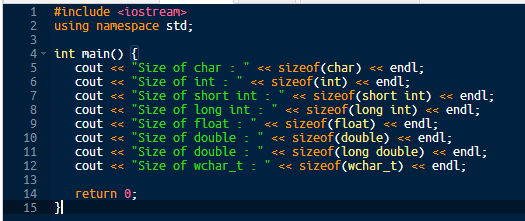 1 #include <iostream>
2 using namespace std;
3
4 int main() {
5 cout << "Size of char : " << sizeof(char) << endl;
6 cout << "Size of int : " << sizeof(int) << endl;
7 cout << "Size of short int : " << sizeof(short int) << endl;
8 cout << "Size of long int : " << sizeof(long int) << endl;
9 cout << "Size of float : " << sizeof(float) << endl;
10 cout << "Size of double : " << sizeof(double) << endl;
11 cout << "Size of double : " << sizeof(long double) << endl;
12 cout << "Size of wchar_t : " << sizeof(wchar_t) << endl;
13
14 return 0;
15 }